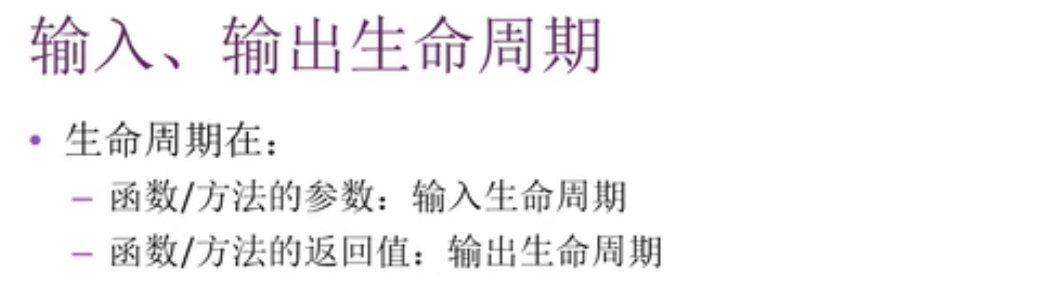 输入、输出生命周期
• 生命周期在：
– 函数/方法的参数：输入生命周期
– 函数/方法的返回值：输出生命周期